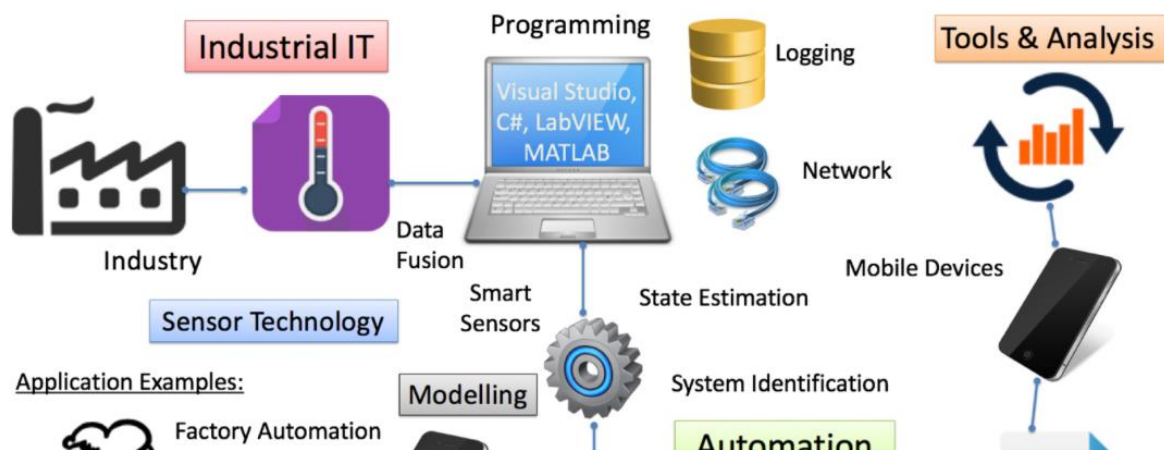 Programming
Industrial IT
Tools & Analysis
Logging
Visual Studio,
C#, LabVIEW,
MATLAB
Network
Data
Fusion
Industry
Mobile Devices
Smart
Sensors
State Estimation
Sensor Technology
Application Examples:
Modelling
System Identification
Factory Automation
Automation